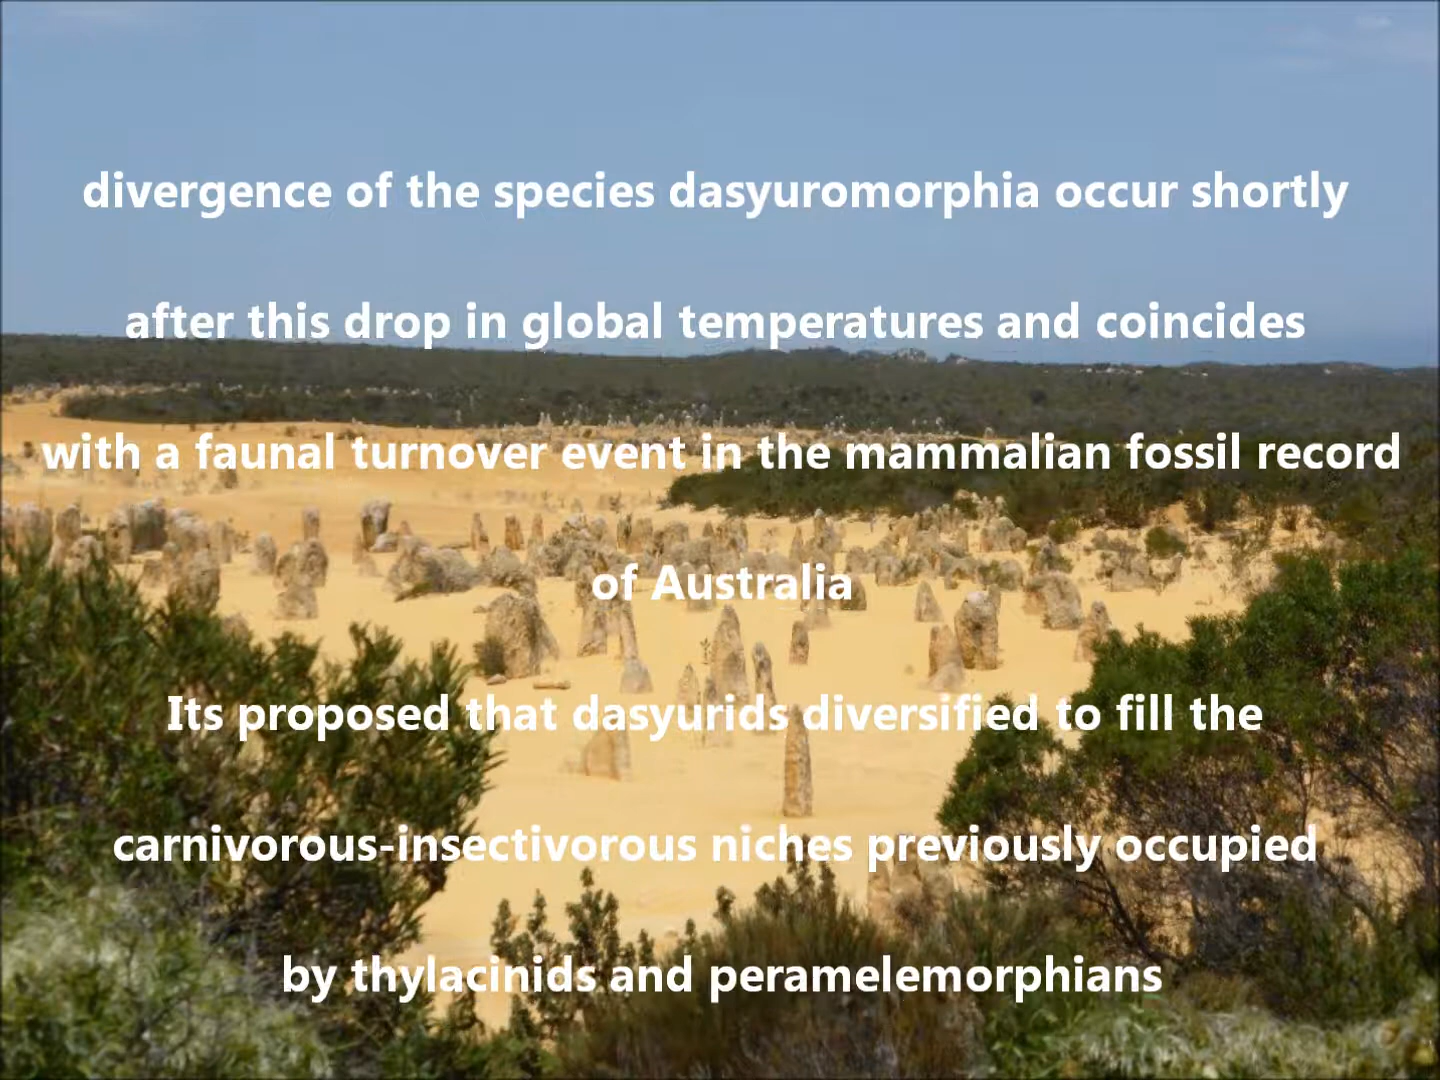 divergence of the species dasyuromorphia occur shortly
after this drop in global temperatures and coincides
with a faunal turnover event in the mammalian fossil record
of Australia
Its proposed that dasyurids diversified to fill the
carnivorous-insectivorous niches previously occupied
by thylacinids and peramelemorphians